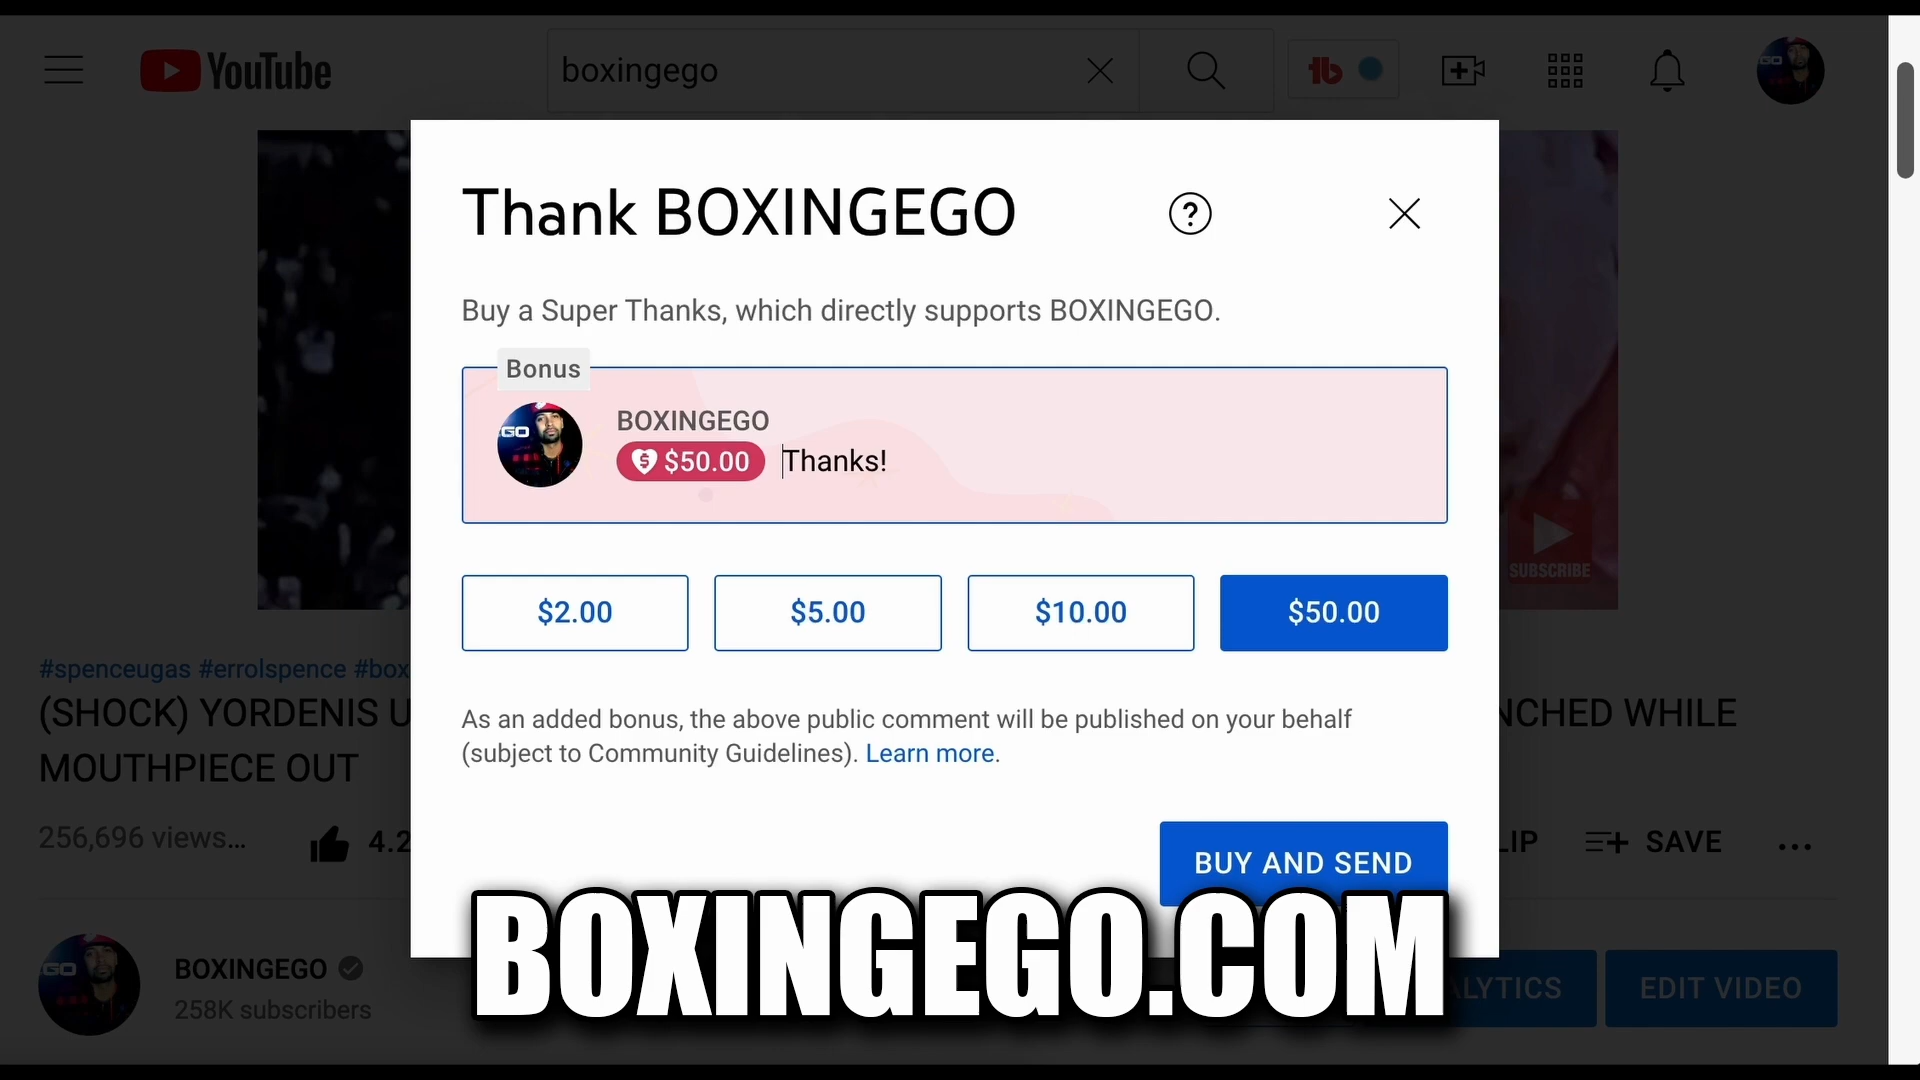 YouTube
boxingego
Thank BOXINGEGO
?
Buy a Super Thanks, which directly supports BOXINGEGO.
Bonus
BOXINGEGO
$50.00 Thanks!
$2.00 $5.00 $10.00 $50.00
SUBSCRIBE
#spenceugas #errolspence #box
(SHOCK) YORDENIS U
NCHED WHILE
MOUTHPIECE OUT
As an added bonus, the above public comment will be published on your behalf
(subject to Community Guidelines). Learn more.
256,696 views...
4.2
LIP
SAVE
BUY AND SEND
BOXINGEGO.COM
BOXINGEGO
258K subscribers
LYTICS
EDIT VIDEO